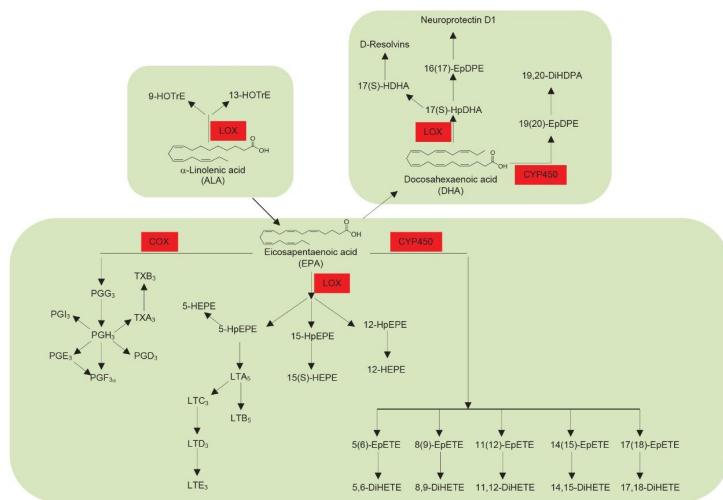 Neuroprotectin D1
D-Resolvins
16(17)-EpDPE
19,20-DiHDPA
17(S)-HDHA
9-HOTrE
13-HOTrE
17(S)-HpDHA
19(20)-EpDPE
LOX
LOX
O
OH
α-Linolenic acid
(ALA)
O
OH
Docosahexaenoic acid
(DHA)
CYP450
O
OH
Eicosapentaenoic acid
(EPA)
COX
CYP450
LOX
PGG3
TXB3
5-HEPE
PGI3
TXA3
PGH3
5-HpEPE
15-HpEPE
12-HpEPE
PGE3
PGD3
PGF3α
LTA5
15(S)-HEPE
12-HEPE
LTC3
LTB5
LTD3
5(6)-EpETE
8(9)-EpETE
11(12)-EpETE
14(15)-EpETE
17(18)-EpETE
LTE3
5,6-DiHETE
8,9-DiHETE
11,12-DiHETE
14,15-DiHETE
17,18-DiHETE